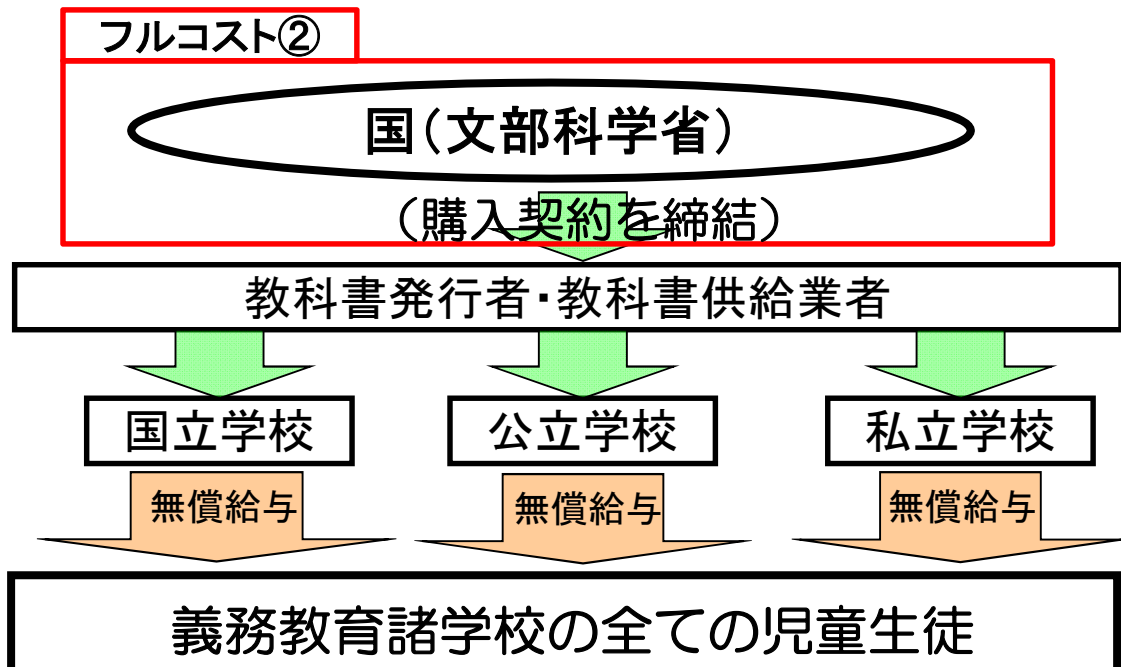 フルコスト②
国(文部科学省)
(購入契約を締結)
教科書発行者・教科書供給業者
国立学校 公立学校 私立学校
無償給与 無償給与 無償給与
義務教育諸学校の全ての児童生徒